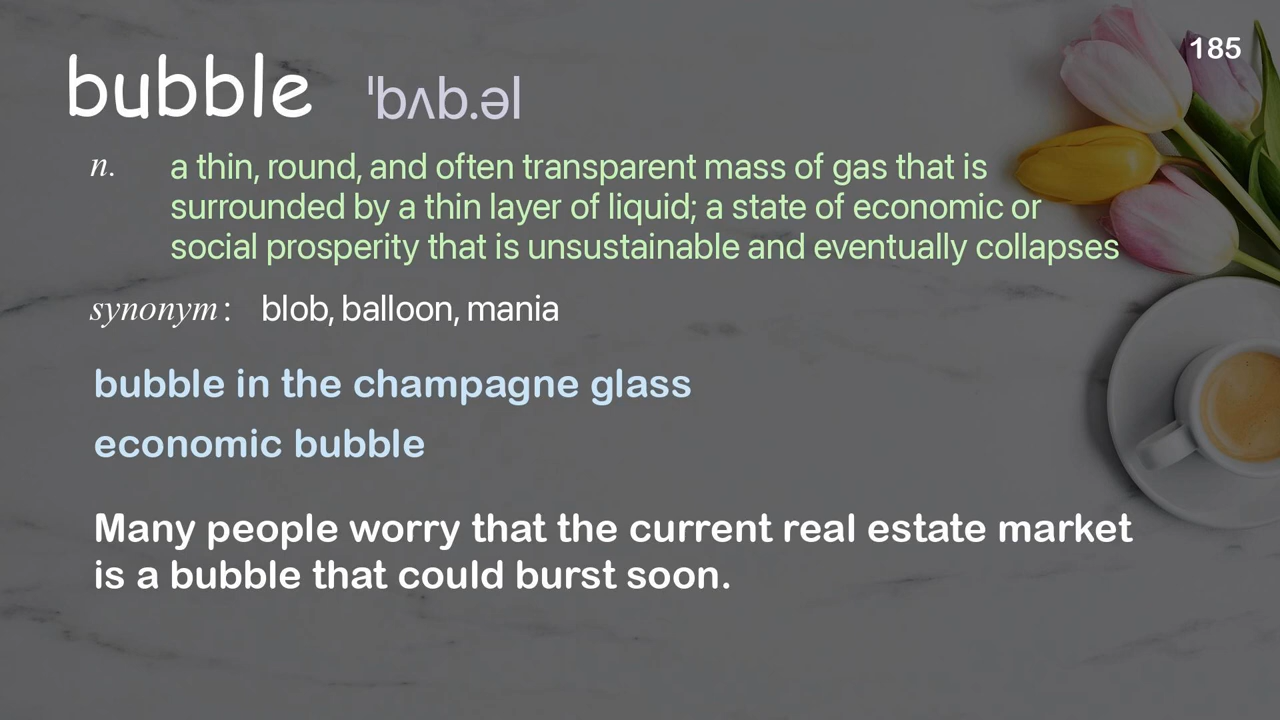 185
bubble ˈbʌb.əl
n. a thin, round, and often transparent mass of gas that is
surrounded by a thin layer of liquid; a state of economic or
social prosperity that is unsustainable and eventually collapses
synonym: blob, balloon, mania
bubble in the champagne glass
economic bubble
Many people worry that the current real estate market
is a bubble that could burst soon.